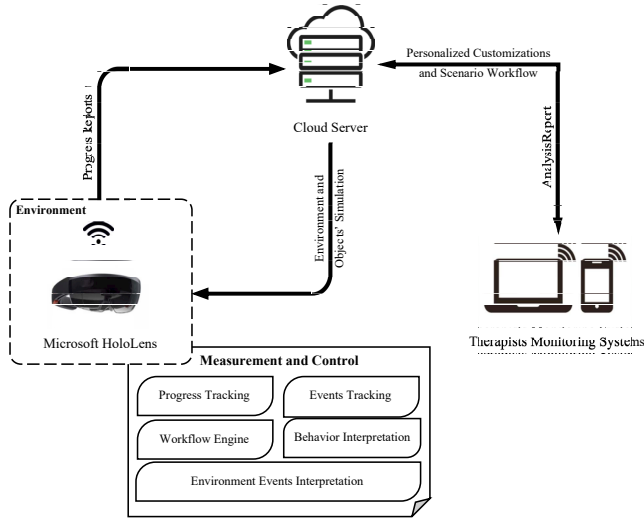 Personalized Customizations
and Scenario Workflow
Cloud Server
Progress Reports
Environment and
Objects' Simulation
Analysis Report
Environment
Microsoft HoloLens
Therapists Monitoring Systems
Measurement and Control
Progress Tracking
Events Tracking
Workflow Engine
Behavior Interpretation
Environment Events Interpretation